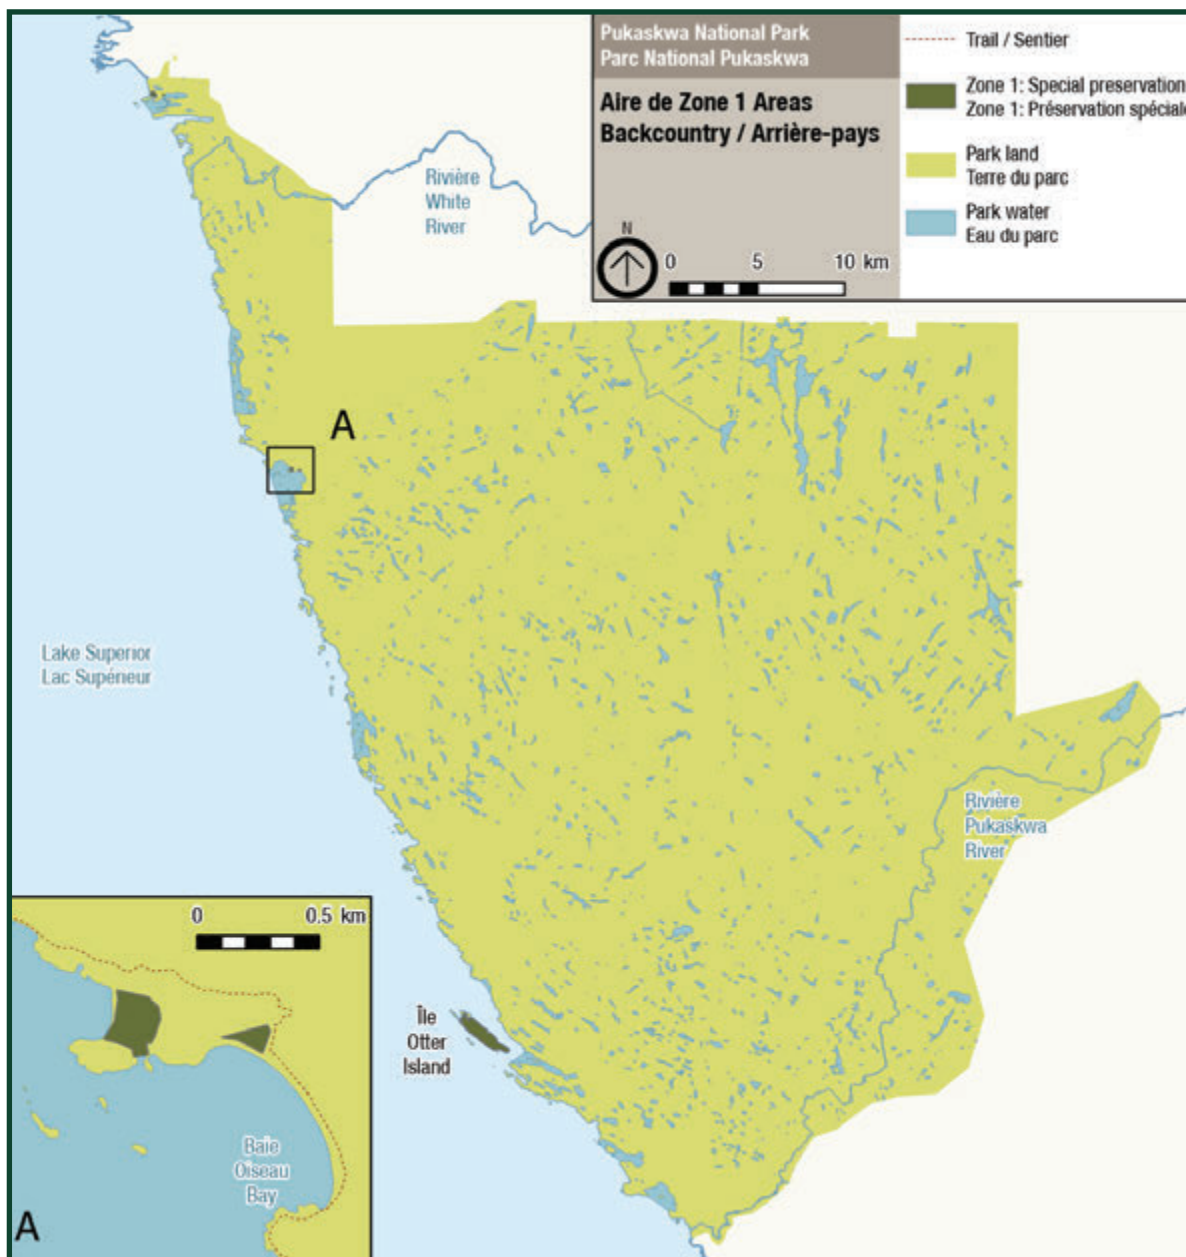 Pukaskwa National Park
Parc National Pukaskwa
Aire de Zone 1 Areas
Backcountry / Arrière-pays
N
0 5 10 km
Trail / Sentier
Zone 1: Special preservation
Zone 1: Préservation spéciale
Park land
Terre du parc
Park water
Eau du parc
Rivière
White
River
A
Lake Superior
Lac Supérieur
Rivière
Pukaskwa
River
Île
Otter
Island
0 0.5 km
Baie
Oiseau
Bay
A